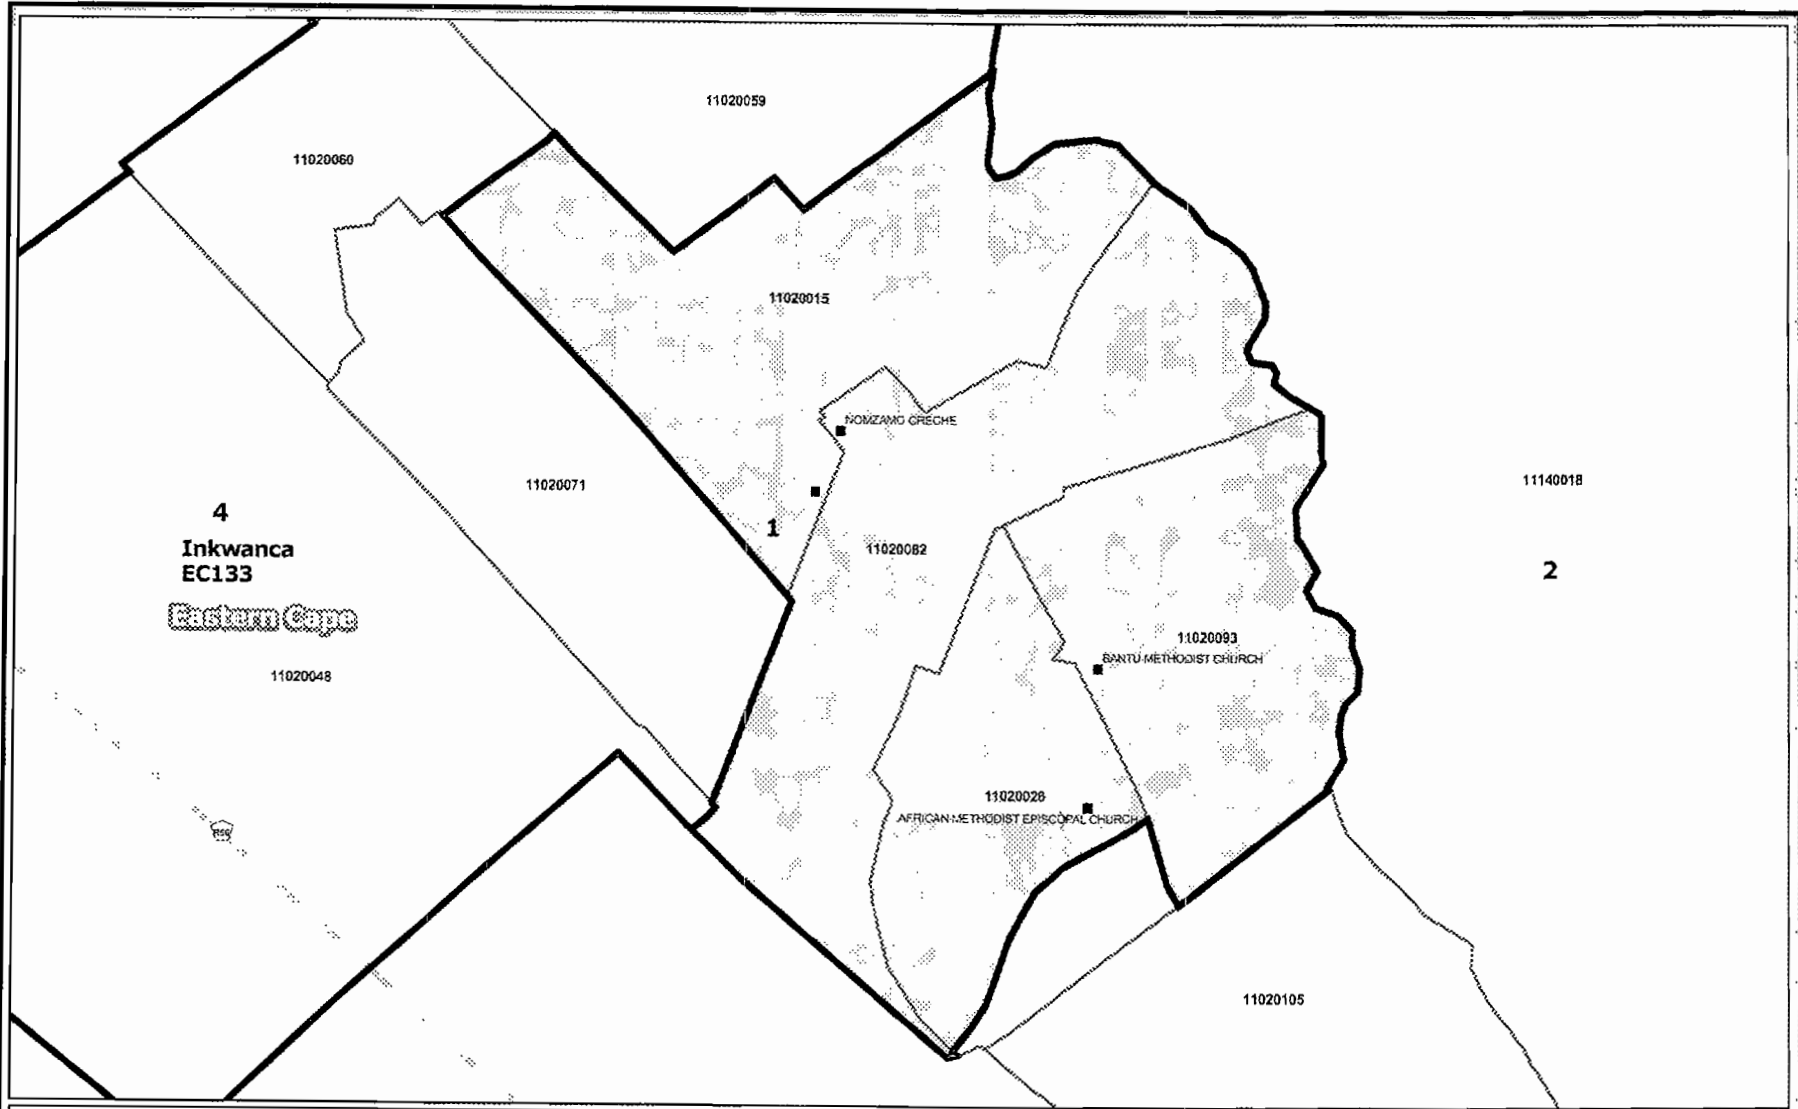 11020059
11020060
11020015
NOMZAMO CRECHE
11020071
11140018
4
1
Inkwanca
EC133
11020082
2
Eastern Cape
11020093
BANTU METHODIST CHURCH
11020048
11020026
AFRICAN METHODIST EPISCOPAL CHURCH
R56
11020105